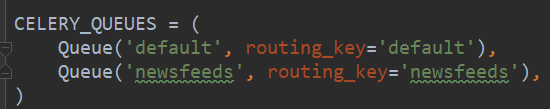 CELERY_QUEUES = (
    Queue('default', routing_key='default'),
    Queue('newsfeeds', routing_key='newsfeeds'),
)